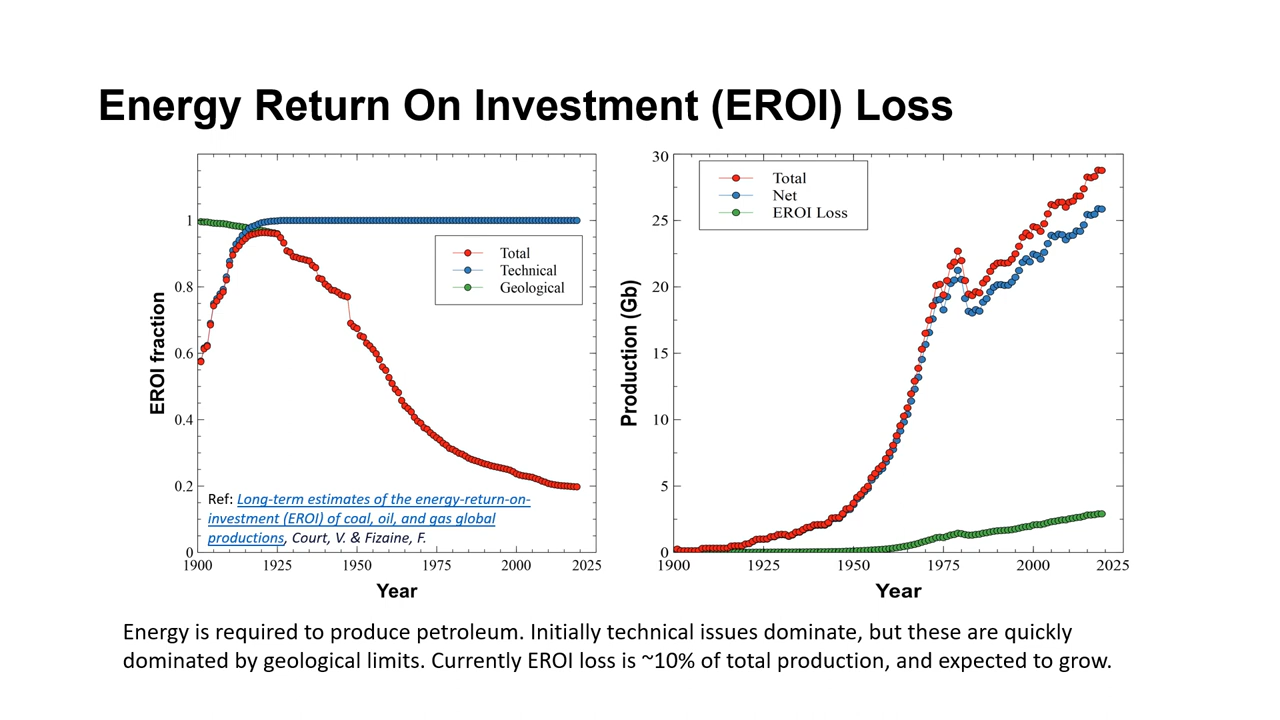 Energy Return On Investment (EROI) Loss
EROI fraction
1
0.8
0.6
0.4
0.2
0
Total
Technical
Geological
Ref: Long-term estimates of the energy-return-on-
investment (EROI) of coal, oil, and gas global
productions, Court, V. & Fizaine, F.
1900 1925 1950 1975 2000 2025
Year
Production (Gb)
30
25
20
15
10
5
0
Total
Net
EROI Loss
1900 1925 1950 1975 2000 2025
Year
Energy is required to produce petroleum. Initially technical issues dominate, but these are quickly
dominated by geological limits. Currently EROI loss is ~10% of total production, and expected to grow.